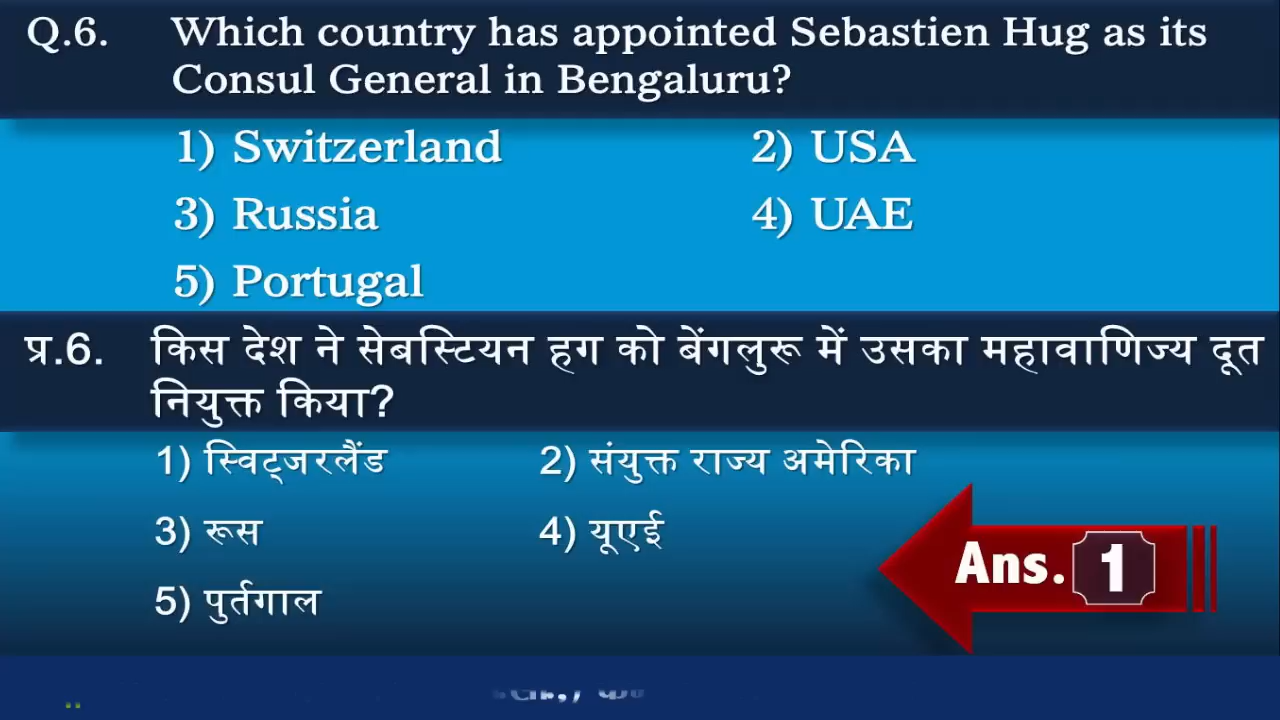 Q.6. Which country has appointed Sebastien Hug as its
Consul General in Bengaluru?
1) Switzerland 2) USA
3) Russia 4) UAE
5) Portugal
प्र.6. किस देश ने सेबस्टियन हग को बेंगलुरू में उसका महावाणिज्य दूत
नियुक्त किया?
1) स्विट्जरलैंड 2) संयुक्त राज्य अमेरिका
3) रूस 4) यूएई
5) पुर्तगाल
Ans. 1